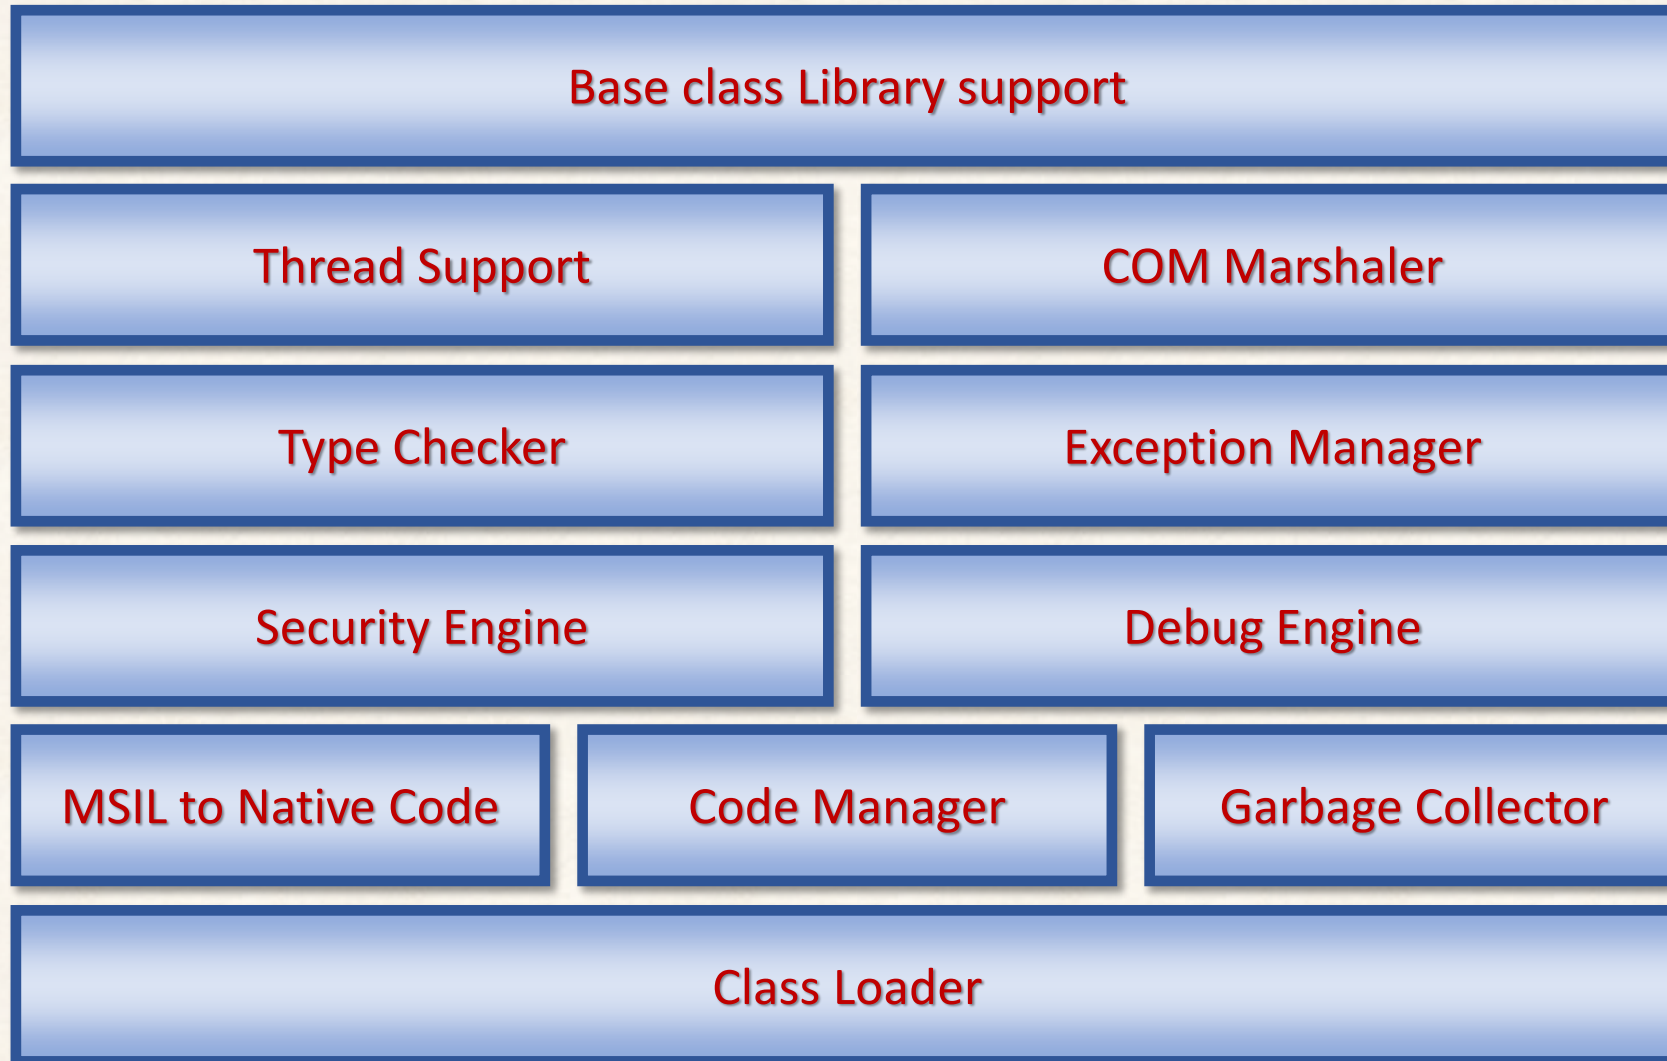 Base class Library support
Thread Support
COM Marshaler
Type Checker
Exception Manager
Security Engine
Debug Engine
MSIL to Native Code
Code Manager
Garbage Collector
Class Loader